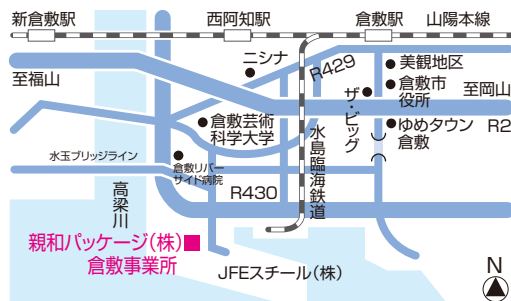 新倉敷駅
西阿知駅
倉敷駅
山陽本線
ニシナ
R429
美観地区
至福山
ザ・ビッグ
倉敷市
役所
至岡山
倉敷芸術
科学大学
ゆめタウン
倉敷
R2
水玉ブリッジライン
倉敷リバー
サイド病院
水島臨海鉄道
高梁川
R430
親和パッケージ(株)
倉敷事業所
JFEスチール(株)
N